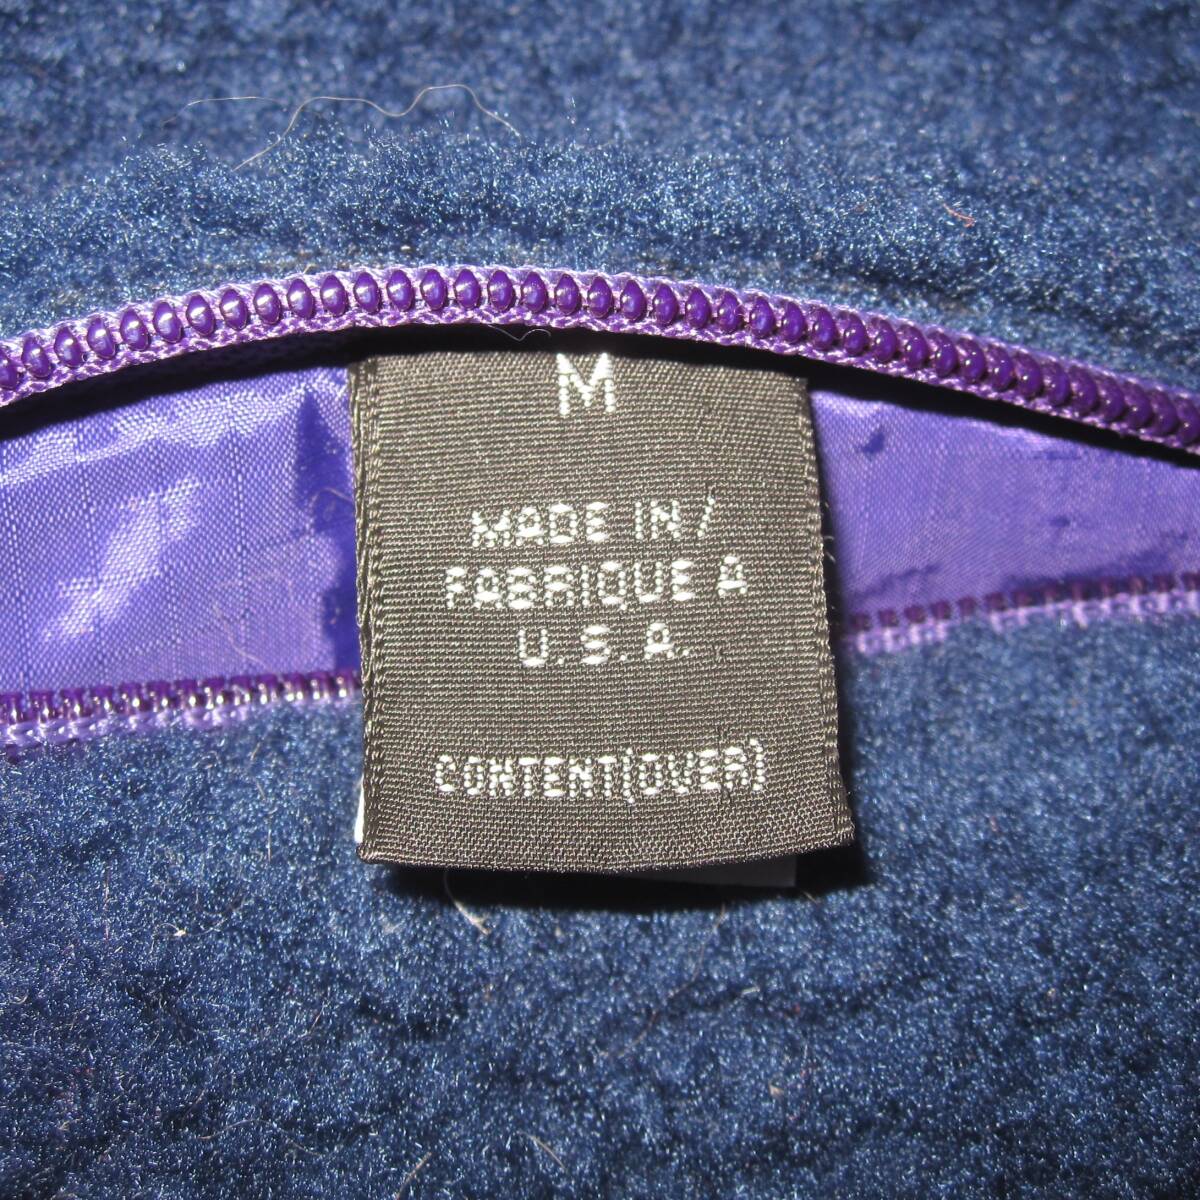 M
MADE IN/
FABRIQUE A
U.S.A.
CONTENT(OVER)